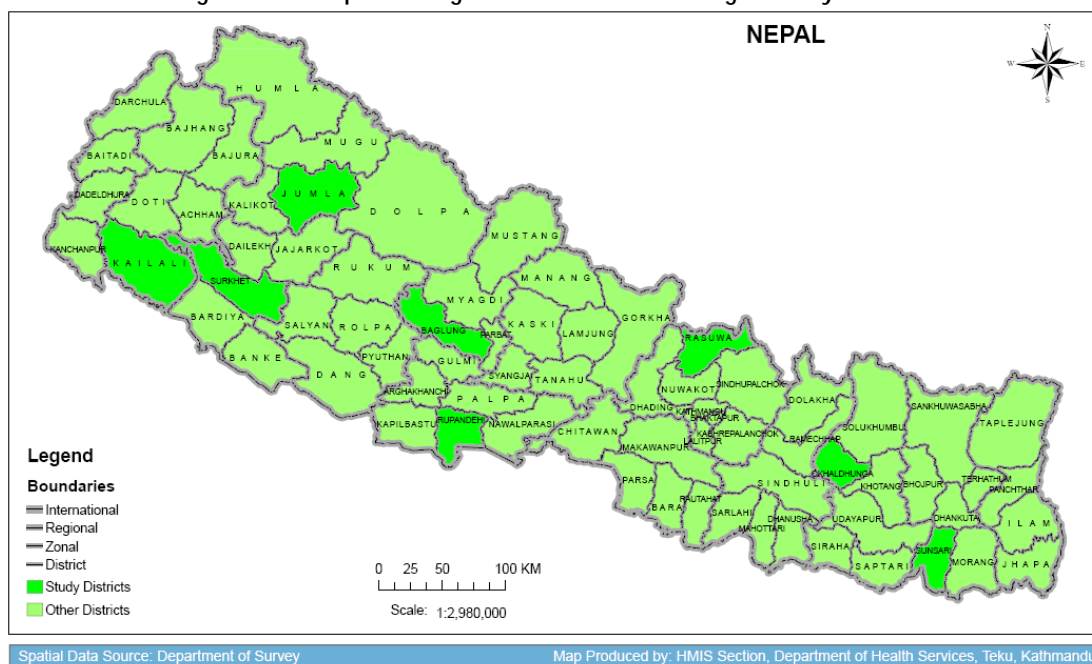 NEPAL
N
W E
S
HUMLA
DARCHULA
BAJHANG
MUGU
BAITADI
BAJURA
JUMLA
DADELDHURA
DOTI
KALIKOT
ACHHAM
DOLPA
MUSTANG
KANCHANPUR
KAILALI
DAILEKH
JAJARKOT
RUKUM
MANANG
SURKHET
MYAGDI
BARDIYA
SALYAN
ROLPA
BAGLUNG
PARBAT
KASKI
LAMJUNG
GORKHA
RASUWA
BANKE
PYUTHAN
GULMI
DANG
SYANGJA
TANAHU
NUWAKOT
SINDHUPALCHOK
ARGHAKHANCHI
PALPA
DHADING
KATHMANDU
BHAKTAPUR
DOLAKHA
SANKHUWASABHA
TAPLEJUNG
KAPILBASTU
RUPANDEHI
NAWALPARASI
CHITAWAN
LALITPUR
KABHREPALANCHOK
RAMECHHAP
SOLUKHUMBU
MAKAWANPUR
OKHALDHUNGA
PARSA
BARA
RAUTAHAT
SARLAHI
SINDHULI
KHOTANG
BHOJPUR
TERHATHUM
PANCHTHAR
MAHOTTARI
DHANUSHA
UDAYAPUR
DHANKUTA
ILAM
SIRAHA
SAPTARI
SUNSARI
MORANG
JHAPA
Legend
Boundaries
International
Regional
Zonal
District
Study Districts
Other Districts
0 25 50 100 KM
Scale: 1:2,980,000
Spatial Data Source: Department of Survey
Map Produced by: HMIS Section, Department of Health Services, Teku, Kathmandu